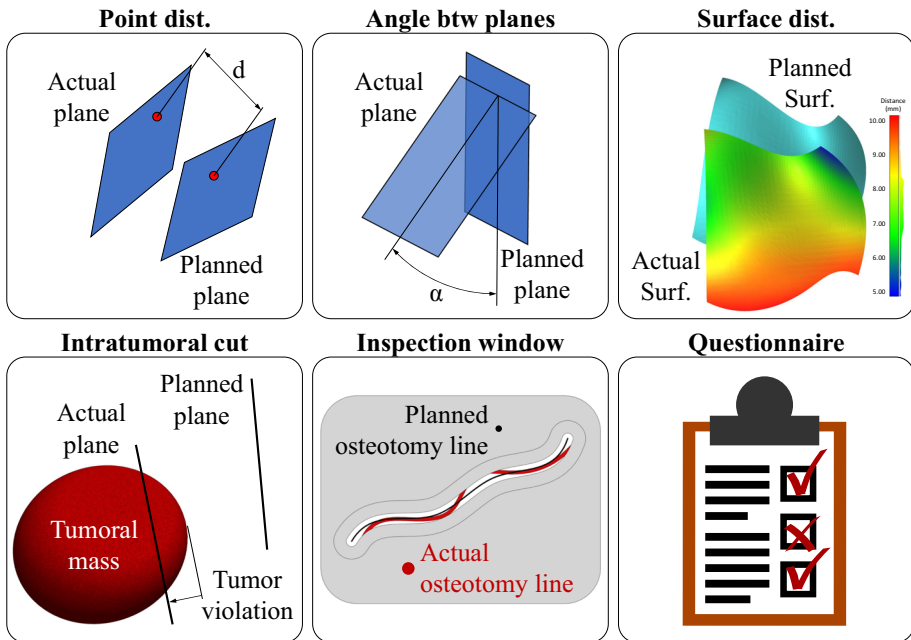 Point dist.
Actual
plane
d
Planned
plane
Angle btw planes
Actual
plane
α
Planned
plane
Surface dist.
Planned
Surf.
Distance
(mm)
10.00
9.00
8.00
7.00
6.00
5.00
Actual
Surf.
Intratumoral cut
Planned
plane
Actual
plane
Tumoral
mass
Tumor
violation
Inspection window
Planned
osteotomy line
Actual
osteotomy line
Questionnaire